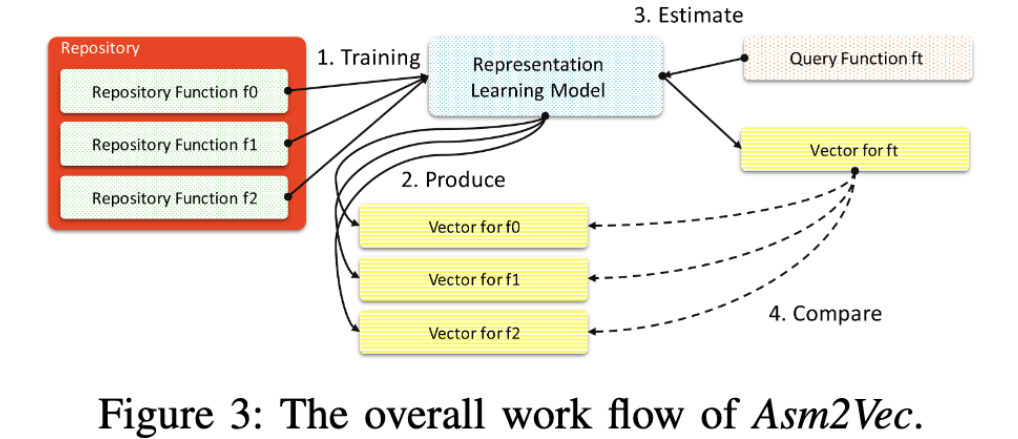 3. Estimate
Repository
1. Training
Representation
Learning Model
Query Function ft
Repository Function f0
Repository Function f1
Vector for ft
Repository Function f2
2. Produce
Vector for f0
Vector for f1
4. Compare
Vector for f2
Figure 3: The overall work flow of Asm2Vec.